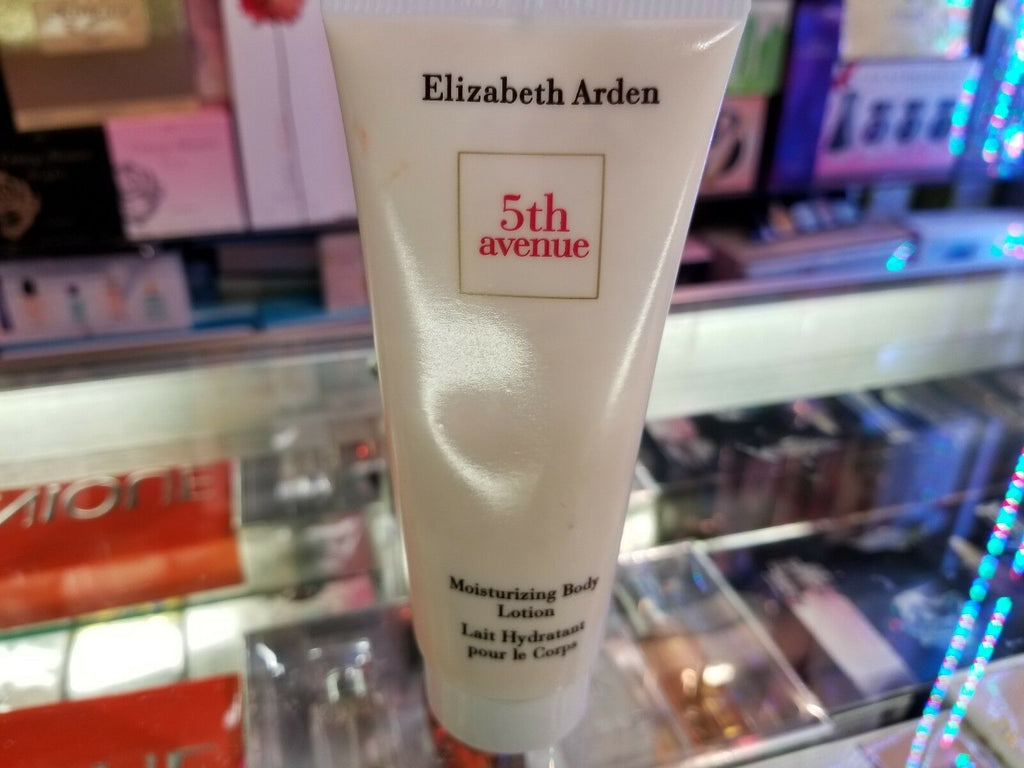 Elizabeth Arden
5th
avenue
Moisturizing Body
Lotion
Lait Hydratant
pour le Corps